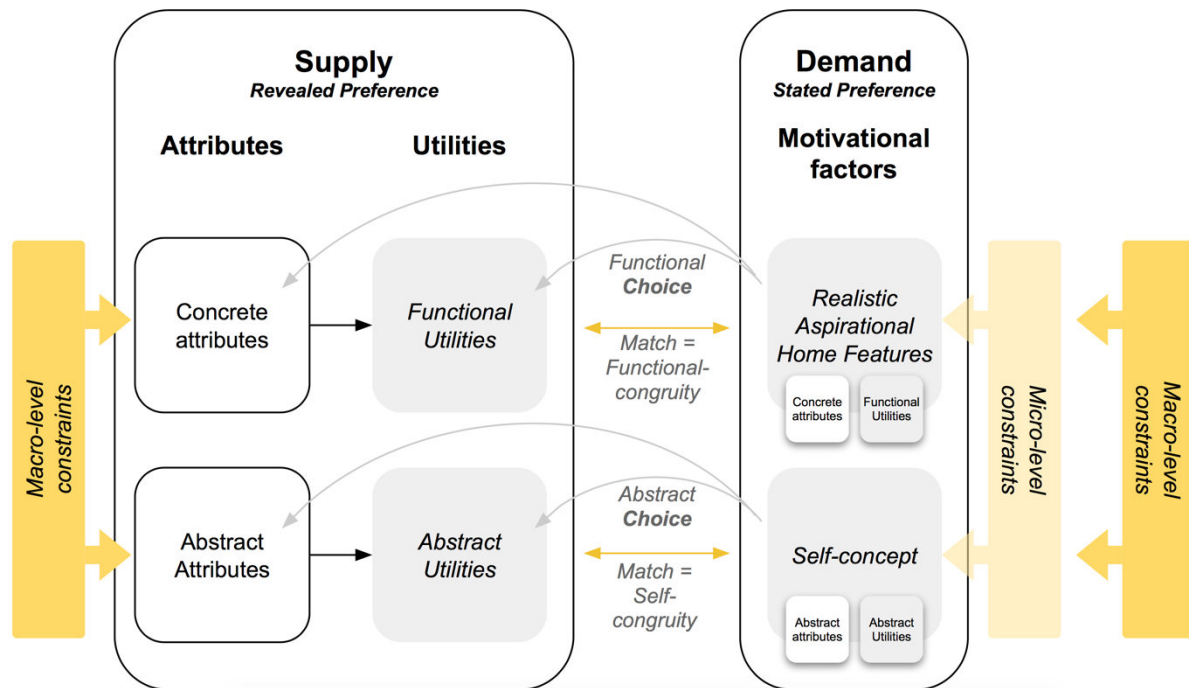 Supply
Revealed Preference
Demand
Stated Preference
Attributes
Utilities
Motivational
factors
Macro-level
constraints
Concrete
attributes
Functional
Utilities
Functional
Choice
Match =
Functional-
congruity
Realistic
Aspirational
Home Features
Concrete
attributes
Functional
Utilities
Abstract
Attributes
Abstract
Utilities
Abstract
Choice
Match =
Self-
congruity
Self-concept
Abstract
attributes
Abstract
Utilities
Micro-level
constraints
Macro-level
constraints